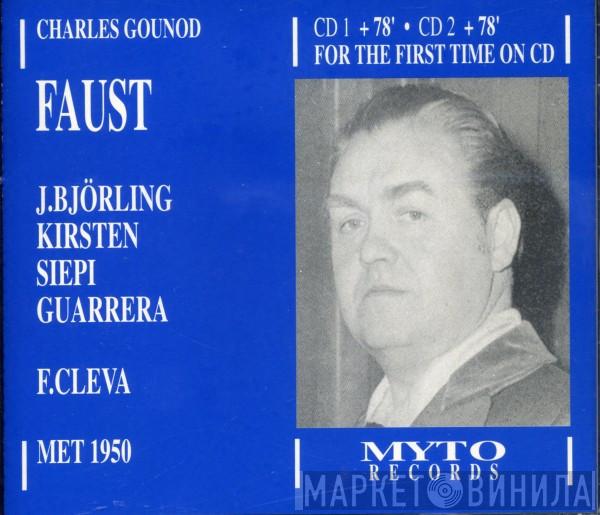 CHARLES GOUNOD
FAUST
J.BJÖRLING
KIRSTEN
SIEPI
GUARRERA
F.CLEVA
MET 1950
CD 1 +78' • CD 2 +78'
FOR THE FIRST TIME ON CD
MYTO
RECORDS
МАРКЕТ ВИНИЛА